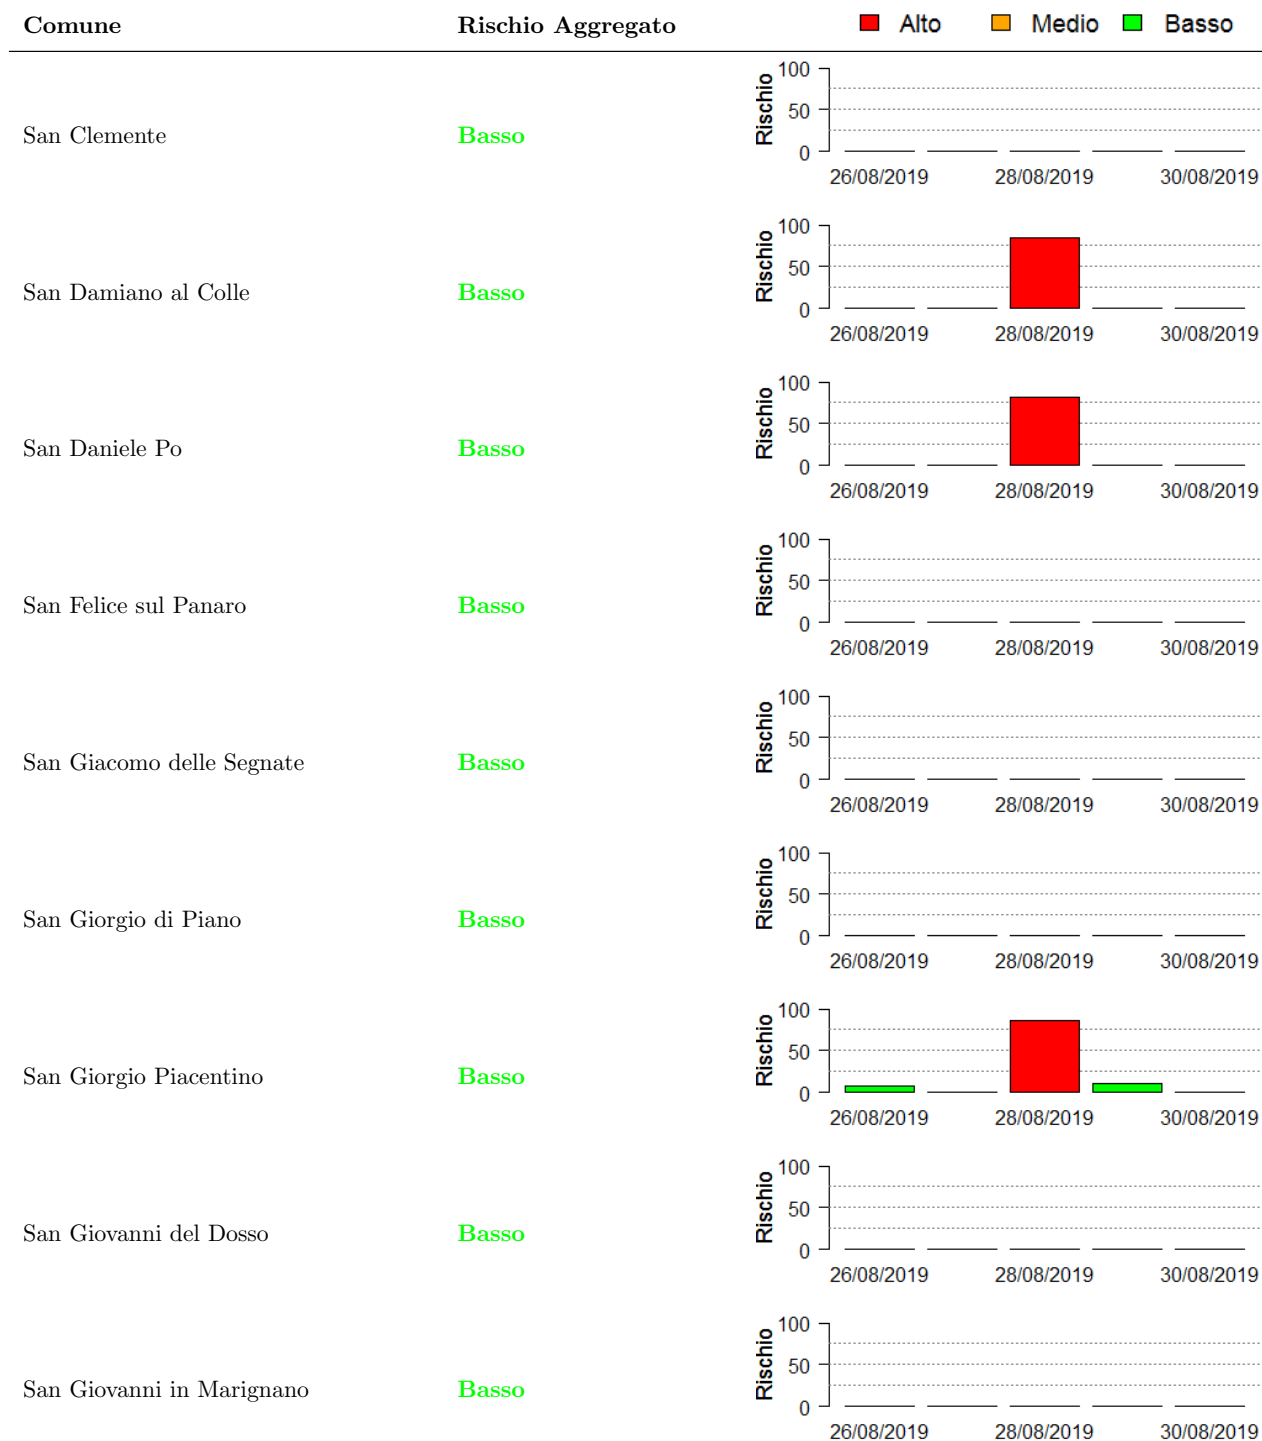 Comune Rischio Aggregato Alto Medio Basso
100
50
0
Rischio
San Clemente Basso
26/08/2019 28/08/2019 30/08/2019
100
50
0
Rischio
San Damiano al Colle Basso
26/08/2019 28/08/2019 30/08/2019
100
50
0
Rischio
San Daniele Po Basso
26/08/2019 28/08/2019 30/08/2019
100
50
0
Rischio
San Felice sul Panaro Basso
26/08/2019 28/08/2019 30/08/2019
100
50
0
Rischio
San Giacomo delle Segnate Basso
26/08/2019 28/08/2019 30/08/2019
100
50
0
Rischio
San Giorgio di Piano Basso
26/08/2019 28/08/2019 30/08/2019
100
50
0
Rischio
San Giorgio Piacentino Basso
26/08/2019 28/08/2019 30/08/2019
100
50
0
Rischio
San Giovanni del Dosso Basso
26/08/2019 28/08/2019 30/08/2019
100
50
0
Rischio
San Giovanni in Marignano Basso
26/08/2019 28/08/2019 30/08/2019